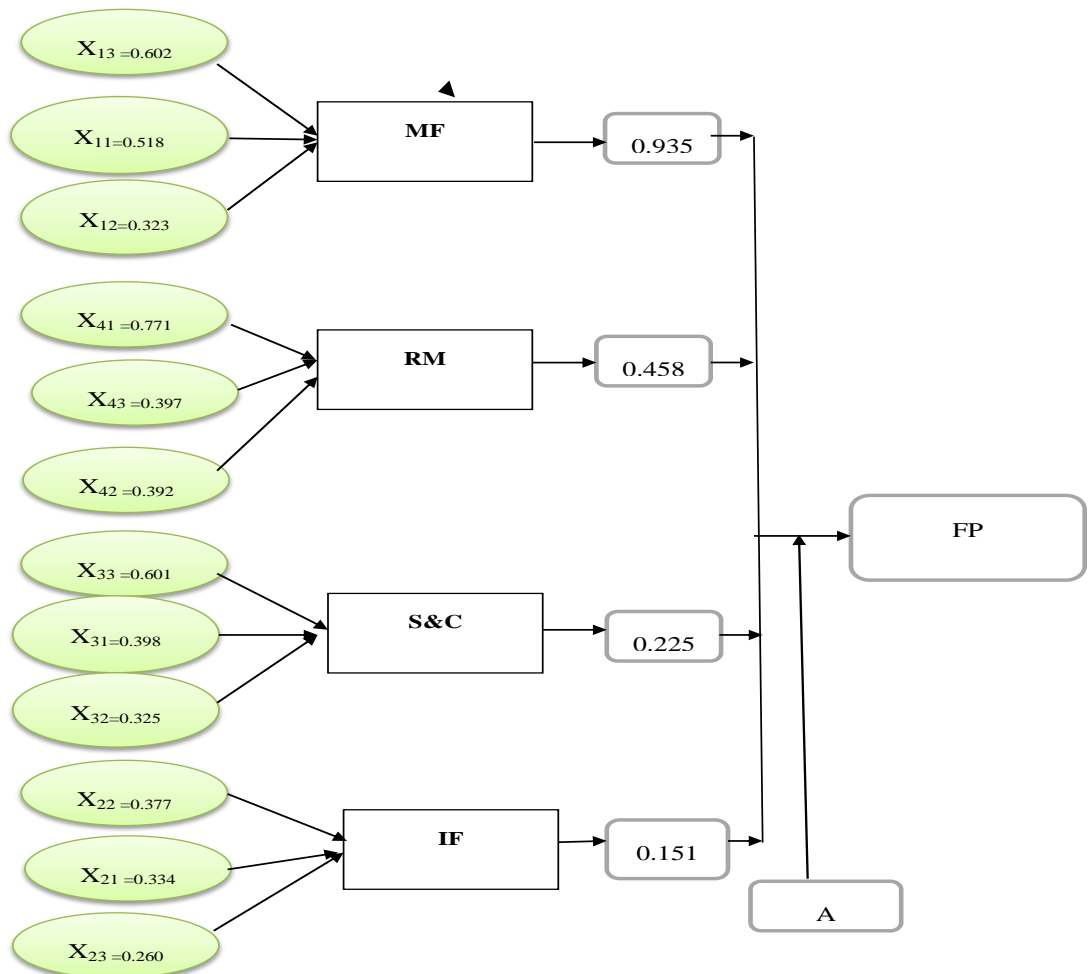 X13 =0.602
X11=0.518
X12=0.323
MF
0.935
X41 =0.771
X43 =0.397
X42 =0.392
RM
0.458
X33 =0.601
X31=0.398
X32=0.325
S&C
0.225
X22 =0.377
X21 =0.334
X23 =0.260
IF
0.151
FP
A